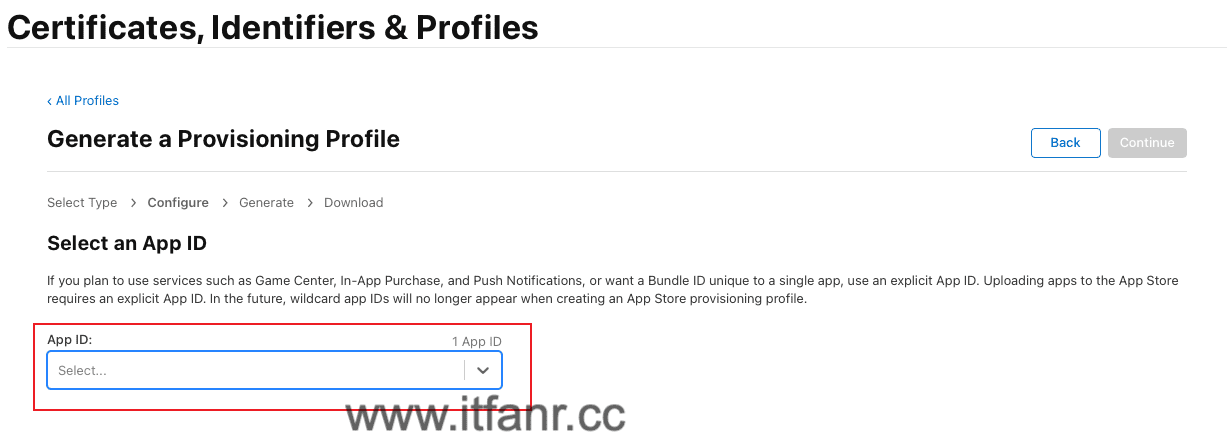 Certificates, Identifiers & Profiles
‹ All Profiles
Generate a Provisioning Profile
Back
Continue
Select Type > Configure > Generate > Download
Select an App ID
If you plan to use services such as Game Center, In-App Purchase, and Push Notifications, or want a Bundle ID unique to a single app, use an explicit App ID. Uploading apps to the App Store
requires an explicit App ID. In the future, wildcard app IDs will no longer appear when creating an App Store provisioning profile.
App ID:
1 App ID
Select...
www.itfanr.cc